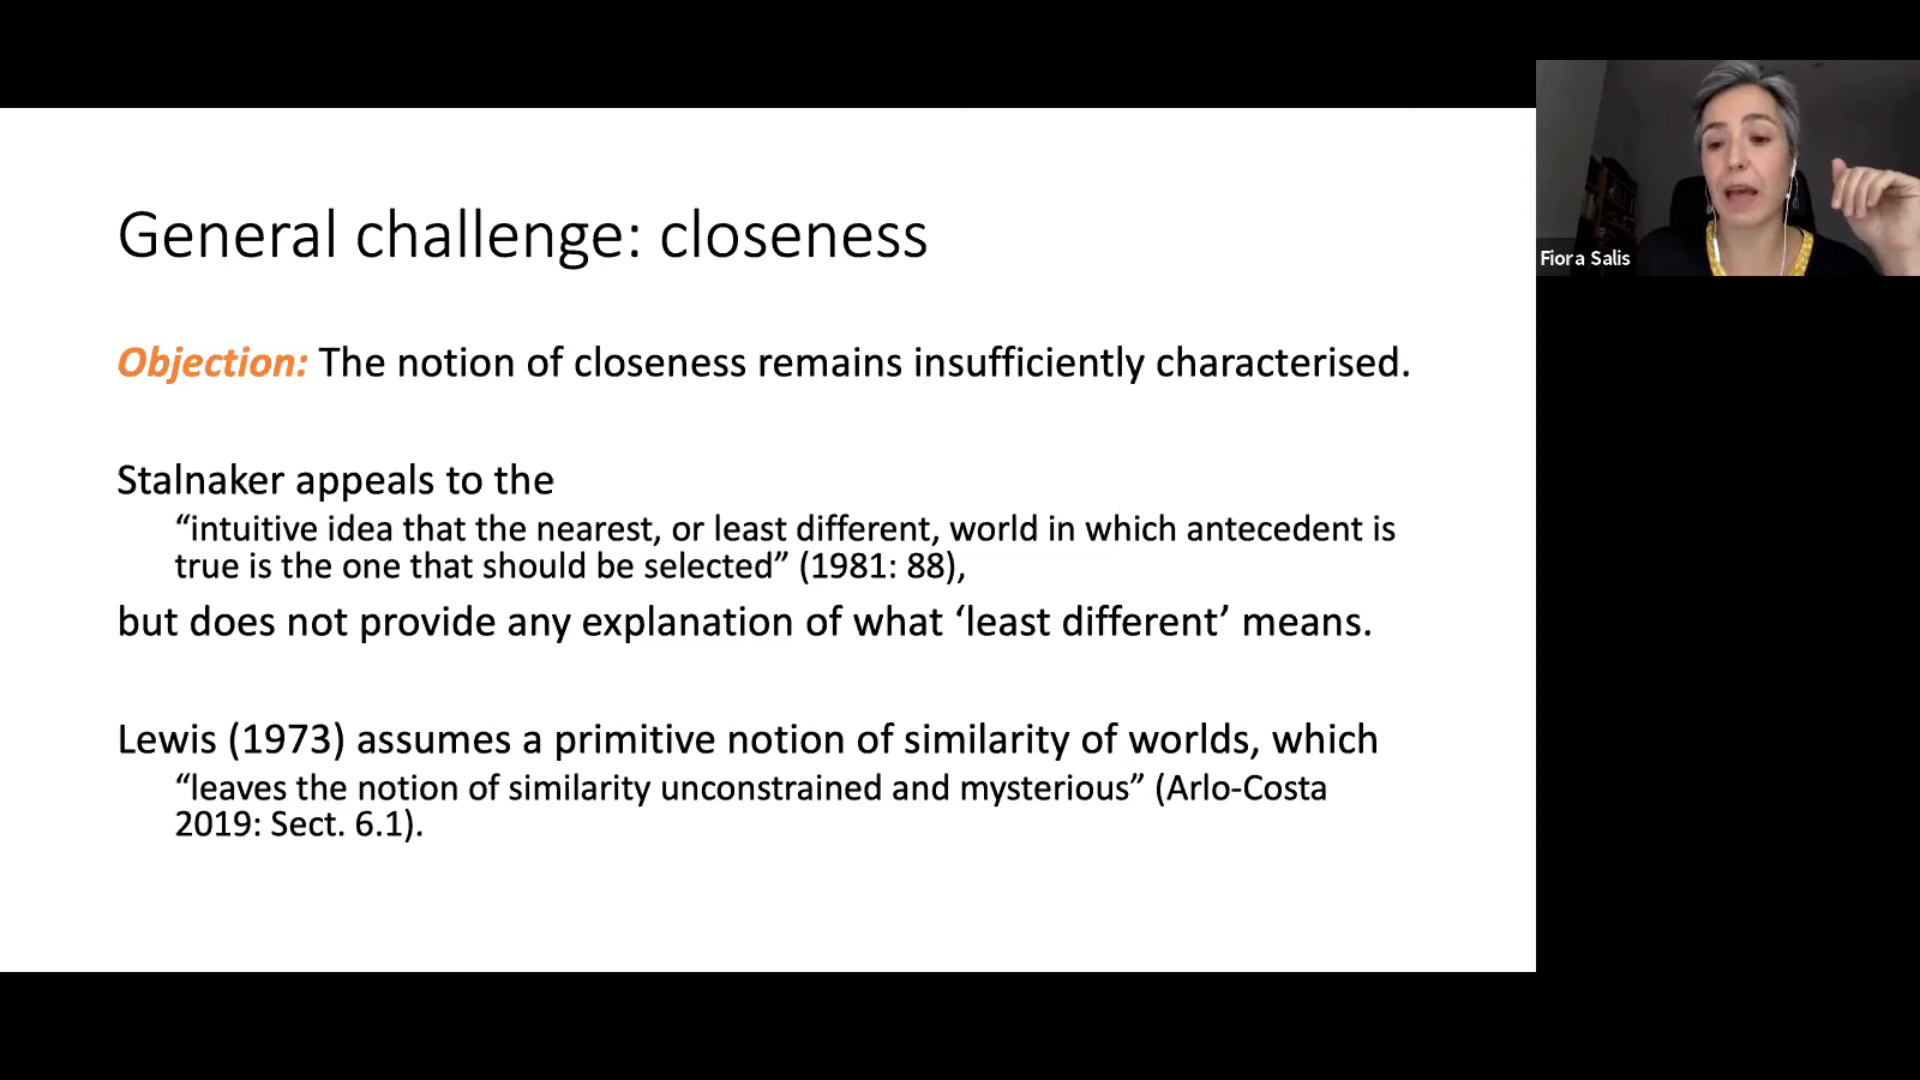 General challenge: closeness
Objection: The notion of closeness remains insufficiently characterised.
Stalnaker appeals to the
“intuitive idea that the nearest, or least different, world in which antecedent is
true is the one that should be selected” (1981: 88),
but does not provide any explanation of what ‘least different’ means.
Lewis (1973) assumes a primitive notion of similarity of worlds, which
“leaves the notion of similarity unconstrained and mysterious” (Arlo-Costa
2019: Sect. 6.1).
Fiora Salis